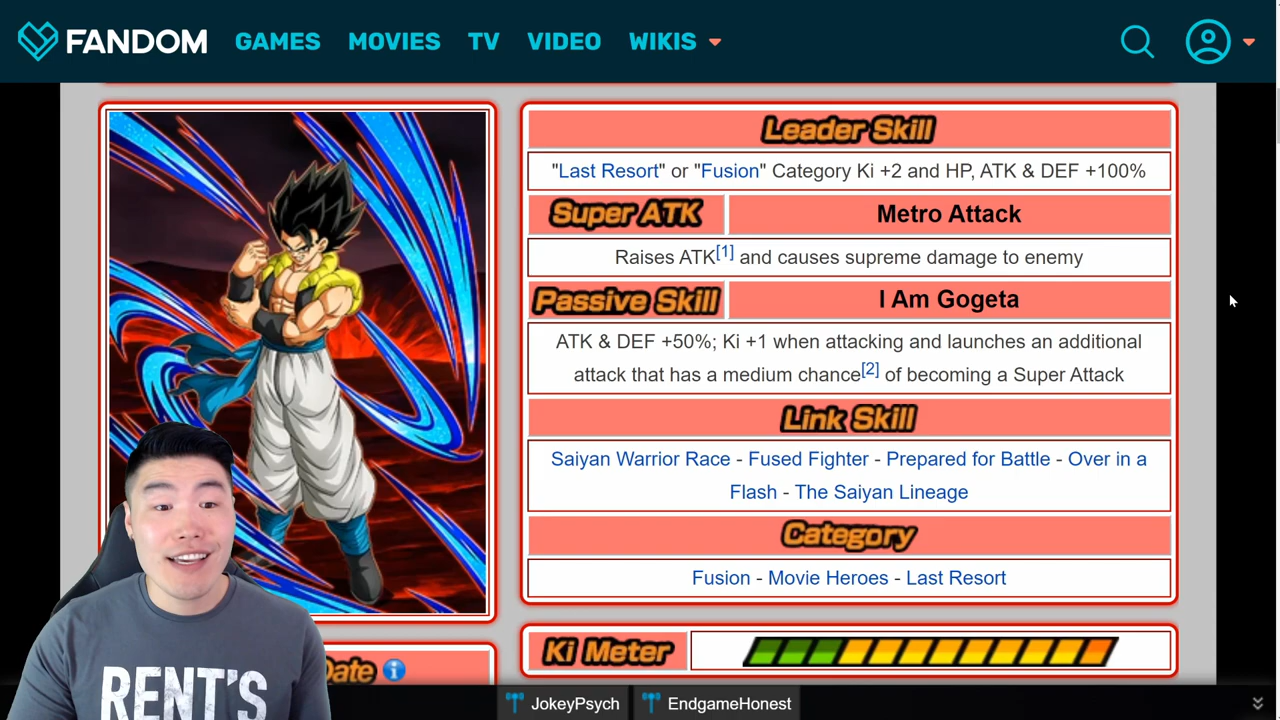 FANDOM GAMES MOVIES TV VIDEO WIKIS
Leader Skill
"Last Resort" or "Fusion" Category Ki +2 and HP, ATK & DEF +100%
Super ATK
Metro Attack
Raises ATK[1] and causes supreme damage to enemy
Passive Skill
I Am Gogeta
ATK & DEF +50%; Ki +1 when attacking and launches an additional
attack that has a medium chance[2] of becoming a Super Attack
Link Skill
Saiyan Warrior Race - Fused Fighter - Prepared for Battle - Over in a
Flash - The Saiyan Lineage
Category
Fusion - Movie Heroes - Last Resort
Ki Meter
Date
RENT'S
JokeyPsych
EndgameHonest